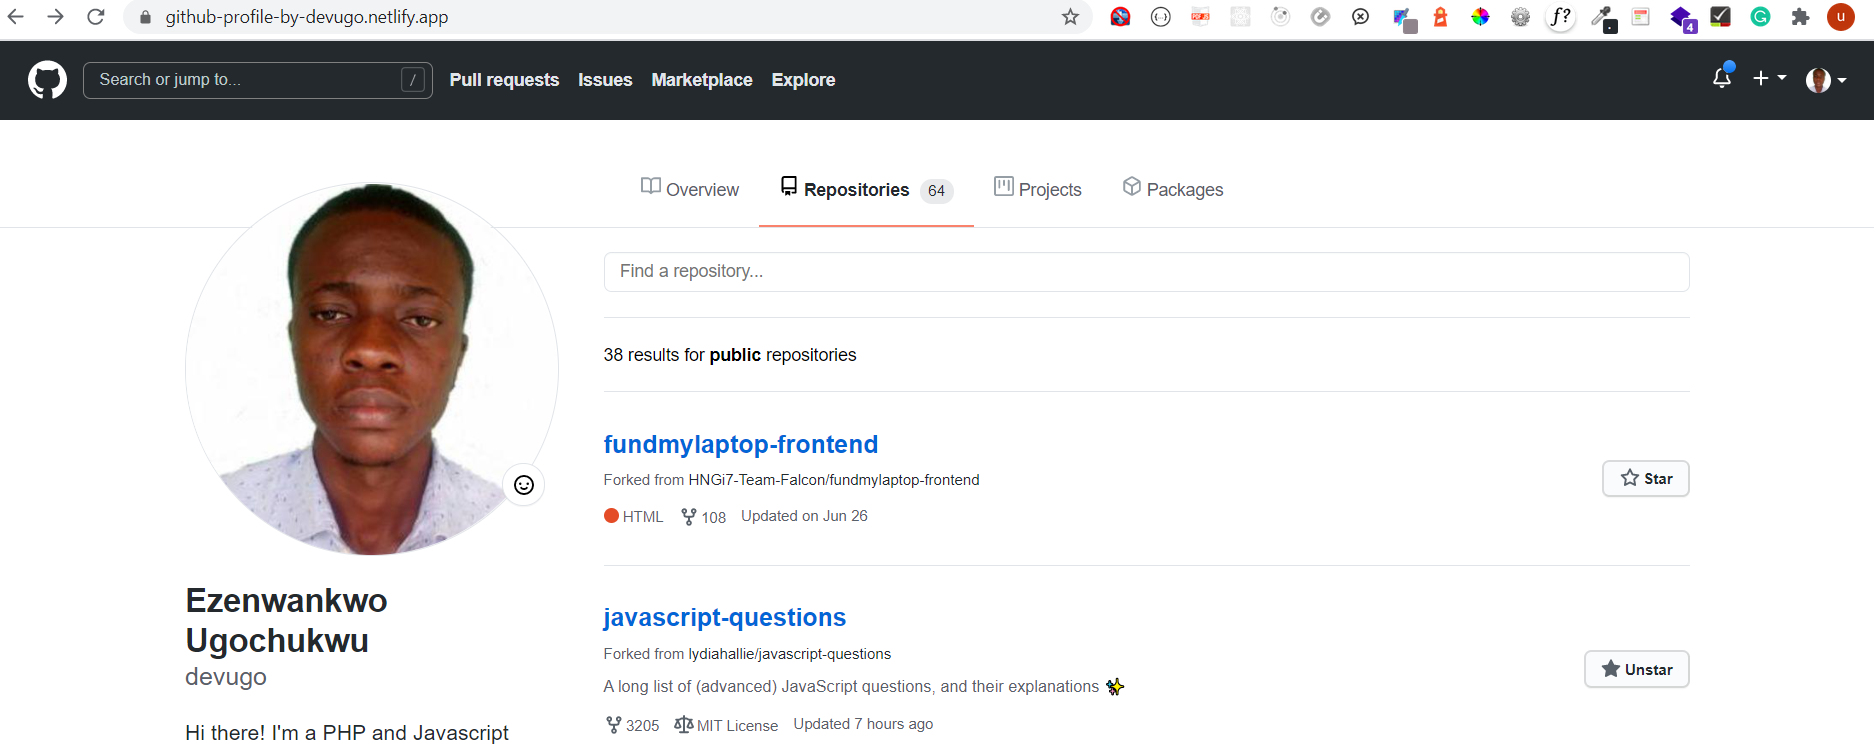 github-profile-by-devugo.netlify.app
PDF JS
f?
4
G
u
Search or jump to...
/
Pull requests Issues Marketplace Explore
Overview Repositories 64 Projects Packages
Find a repository...
38 results for public repositories
fundmylaptop-frontend
Forked from HNGi7-Team-Falcon/fundmylaptop-frontend
Star
HTML 108 Updated on Jun 26
Ezenwankwo
Ugochukwu
devugo
Hi there! I'm a PHP and Javascript
javascript-questions
Forked from lydiahallie/javascript-questions
Unstar
A long list of (advanced) JavaScript questions, and their explanations ✨
3205 MIT License Updated 7 hours ago